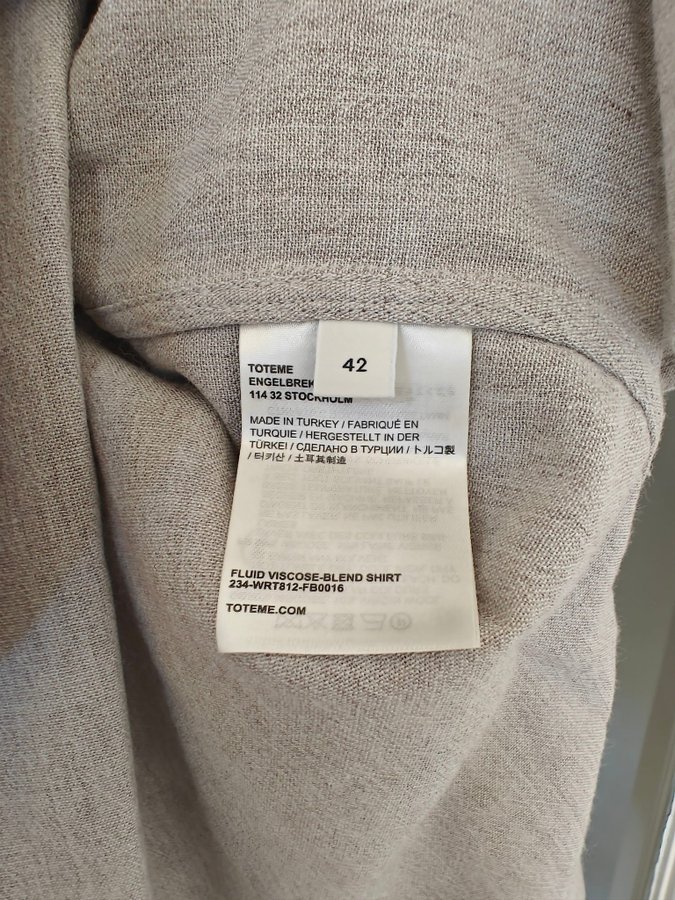 42
TOTEME
114 32 STOCKHOLM
MADE IN TURKEY / FABRIQUÉ EN
TURQUIE / HERGESTELLT IN DER
TÜRKEI / СДЕЛАНО В ТУРЦИИ / トルコ製
/ 터키산 / 土耳其制造
FLUID VISCOSE-BLEND SHIRT
234-WRT812-FB0016
TOTEME.COM